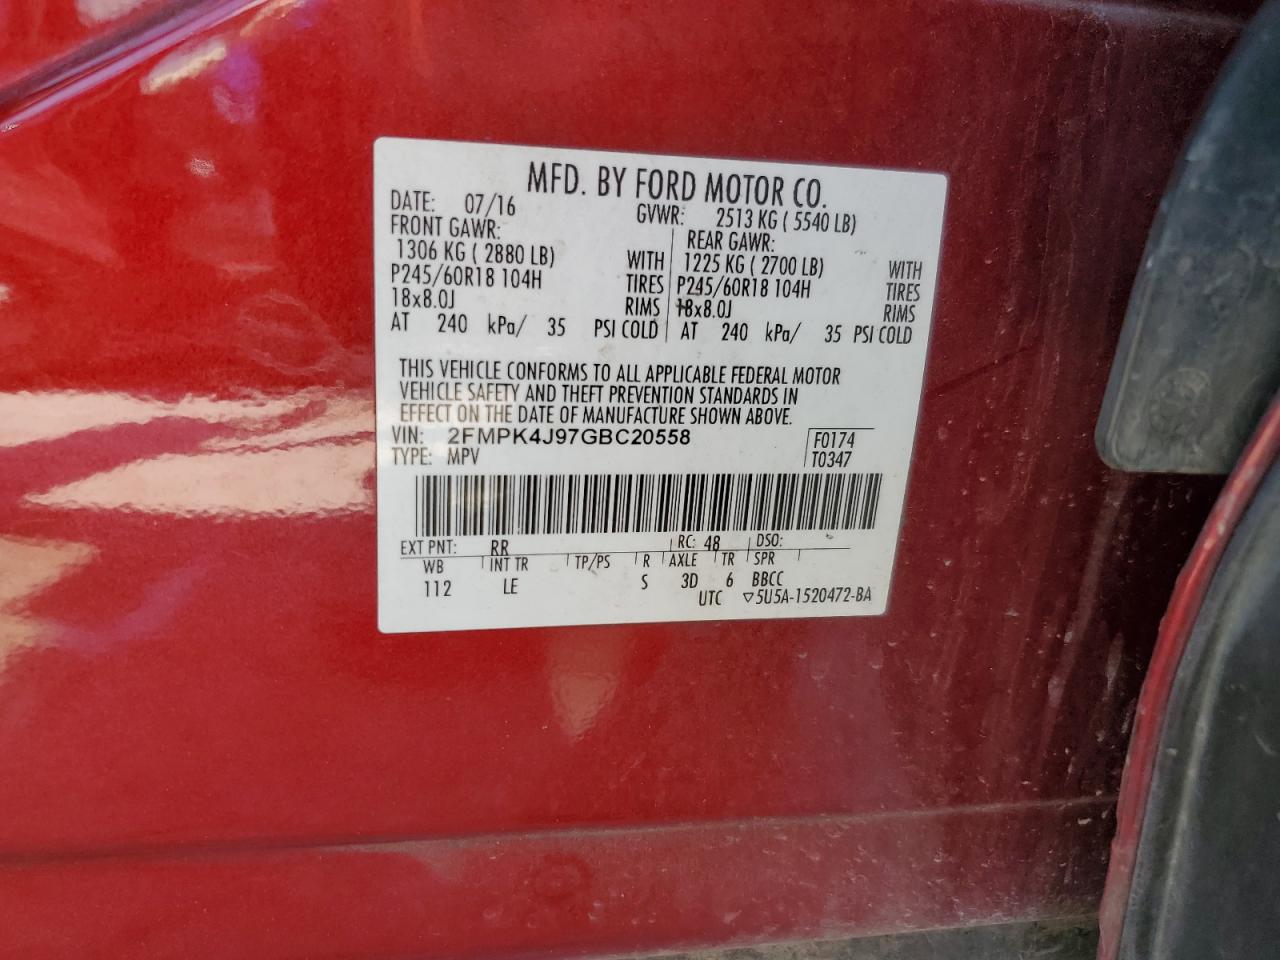 MFD. BY FORD MOTOR CO.
DATE: 07/16 GVWR: 2513 KG ( 5540 LB)
FRONT GAWR: REAR GAWR:
1306 KG ( 2880 LB) WITH 1225 KG ( 2700 LB) WITH
P245/60R18 104H TIRES P245/60R18 104H TIRES
18x8.0J RIMS 18x8.0J RIMS
AT 240 kPa/ 35 PSI COLD AT 240 kPa/ 35 PSI COLD
THIS VEHICLE CONFORMS TO ALL APPLICABLE FEDERAL MOTOR
VEHICLE SAFETY AND THEFT PREVENTION STANDARDS IN
EFFECT ON THE DATE OF MANUFACTURE SHOWN ABOVE.
VIN: 2FMPK4J97GBC20558 F0174
TYPE: MPV T0347
EXT PNT: RR RC: 48 DSO:
WB INT TR TP/PS R AXLE TR SPR
112 LE S 3D 6 BBCC
UTC ▽5U5A-1520472-BA